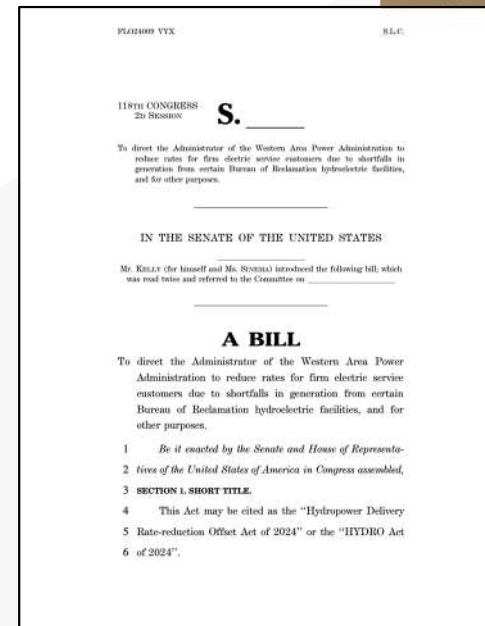 FLO24009 VYX S.L.C.
118TH CONGRESS
2D SESSION
S. ________
To direct the Administrator of the Western Area Power Administration to
reduce rates for firm electric service customers due to shortfalls in
generation from certain Bureau of Reclamation hydroelectric facilities,
and for other purposes.
IN THE SENATE OF THE UNITED STATES
Mr. KELLY (for himself and Ms. SINEMA) introduced the following bill; which
was read twice and referred to the Committee on ________
A BILL
To direct the Administrator of the Western Area Power
Administration to reduce rates for firm electric service
customers due to shortfalls in generation from certain
Bureau of Reclamation hydroelectric facilities, and for
other purposes.
1 Be it enacted by the Senate and House of Representa-
2 tives of the United States of America in Congress assembled,
3 SECTION 1. SHORT TITLE.
4 This Act may be cited as the “Hydropower Delivery
5 Rate-reduction Offset Act of 2024” or the “HYDRO Act
6 of 2024”.